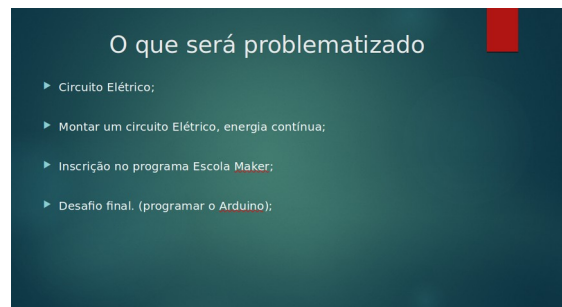 O que será problematizado
Circuito Elétrico;
Montar um circuito Elétrico, energia contínua;
Inscrição no programa Escola Maker;
Desafio final. (programar o Arduino);